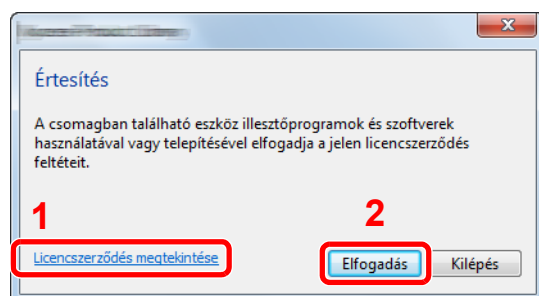 Értesítés
A csomagban található eszköz illesztőprogramok és szoftverek
használatával vagy telepítésével elfogadja a jelen licencszerződés
feltéteit.
1
2
Licencszerződés megtekintése
Elfogadás
Kilépés